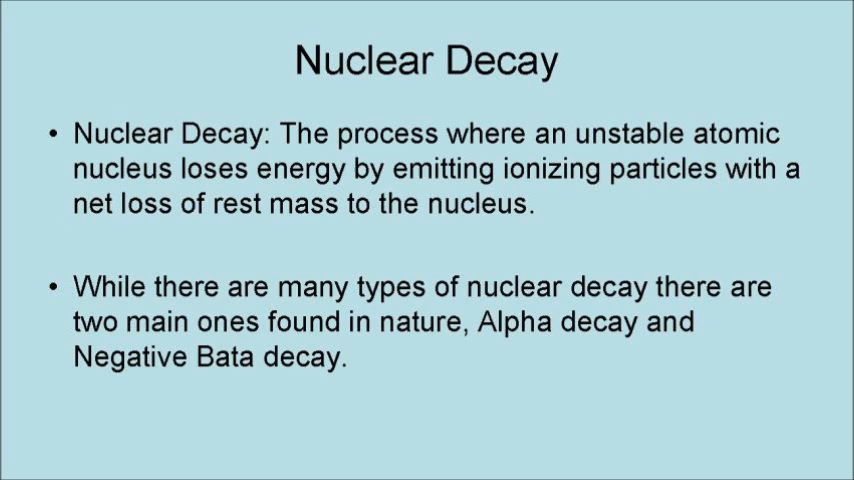 Nuclear Decay
• Nuclear Decay: The process where an unstable atomic
nucleus loses energy by emitting ionizing particles with a
net loss of rest mass to the nucleus.
• While there are many types of nuclear decay there are
two main ones found in nature, Alpha decay and
Negative Bata decay.